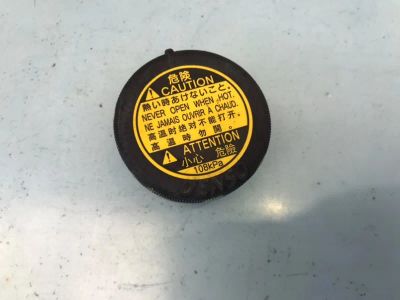 危険
CAUTION
熱い時あけないこと。
NEVER OPEN WHEN HOT.
NE JAMAIS OUVRIR À CHAUD.
高温时绝对不能打开。
高溫時勿開。
ATTENTION
小心 危險
108kPa
DENSO